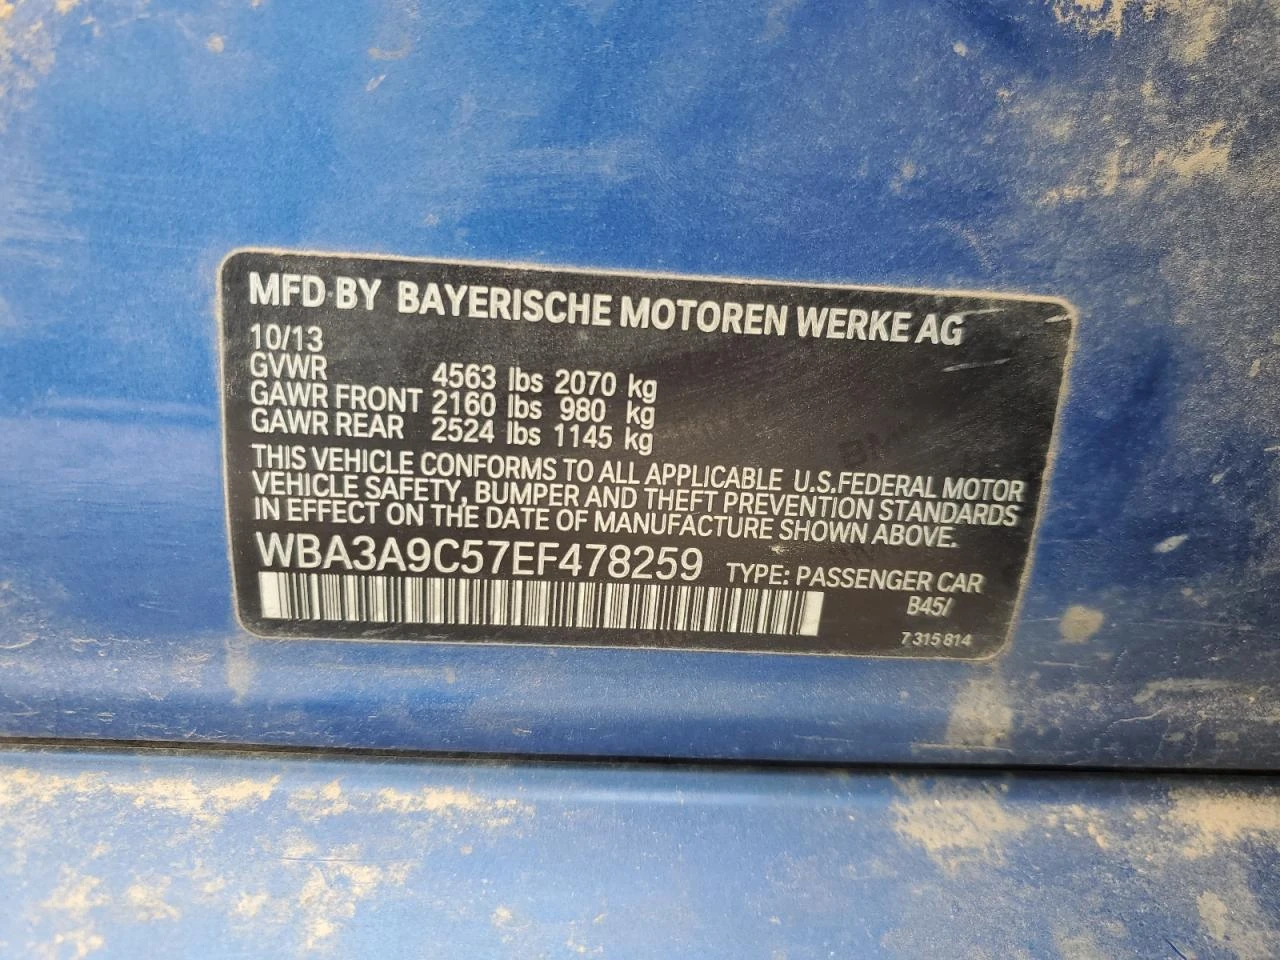 MFD BY BAYERISCHE MOTOREN WERKE AG
10/13
GVWR 4563 lbs 2070 kg
GAWR FRONT 2160 lbs 980 kg
GAWR REAR 2524 lbs 1145 kg
THIS VEHICLE CONFORMS TO ALL APPLICABLE U.S.FEDERAL MOTOR
VEHICLE SAFETY, BUMPER AND THEFT PREVENTION STANDARDS
IN EFFECT ON THE DATE OF MANUFACTURE SHOWN ABOVE.
WBA3A9C57EF478259 TYPE: PASSENGER CAR
B45/
7 315 814